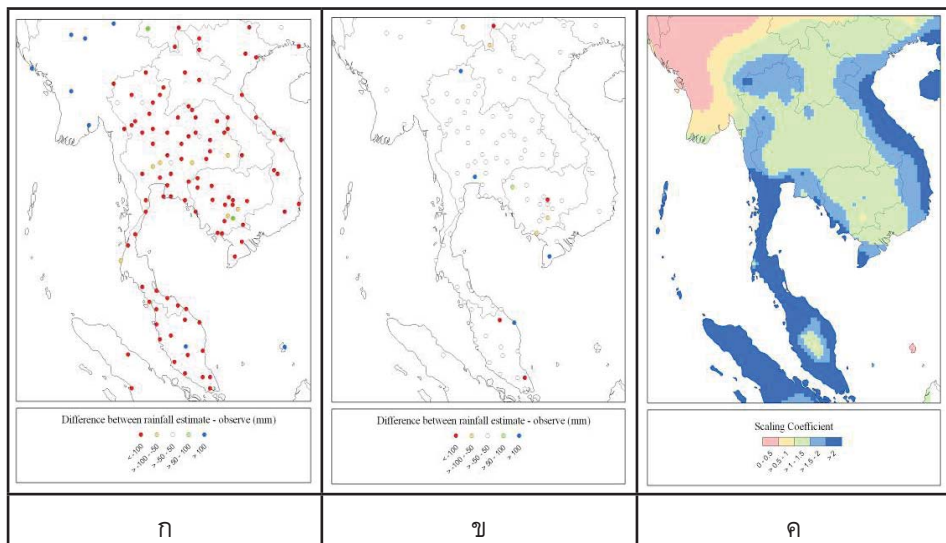 Difference between rainfall estimate - observe (mm)
< -100
> -100 - -50
> -50 - 50
> 50 - 100
> 100
Difference between rainfall estimate - observe (mm)
< -100
> -100 - -50
> -50 - 50
> 50 - 100
> 100
Scaling Coefficient
0 - 0.5
> 0.5 - 1
> 1 - 1.5
> 1.5 - 2
> 2
ก
ข
ค